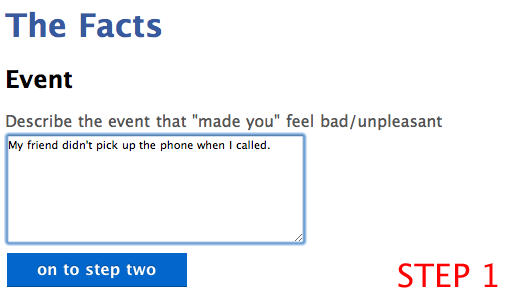 The Facts
Event
Describe the event that "made you" feel bad/unpleasant
My friend didn't pick up the phone when I called.
on to step two
STEP 1